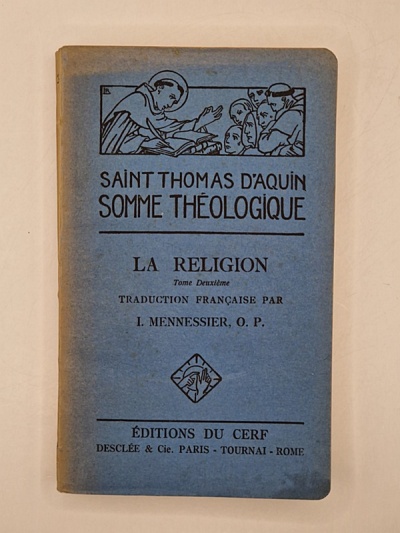 SAINT THOMAS D'AQUIN
SOMME THÉOLOGIQUE
LA RELIGION
Tome Deuxième
TRADUCTION FRANÇAISE PAR
I. MENNESSIER, O. P.
ÉDITIONS DU CERF
DESCLÉE & Cie. PARIS - TOURNAI - ROME